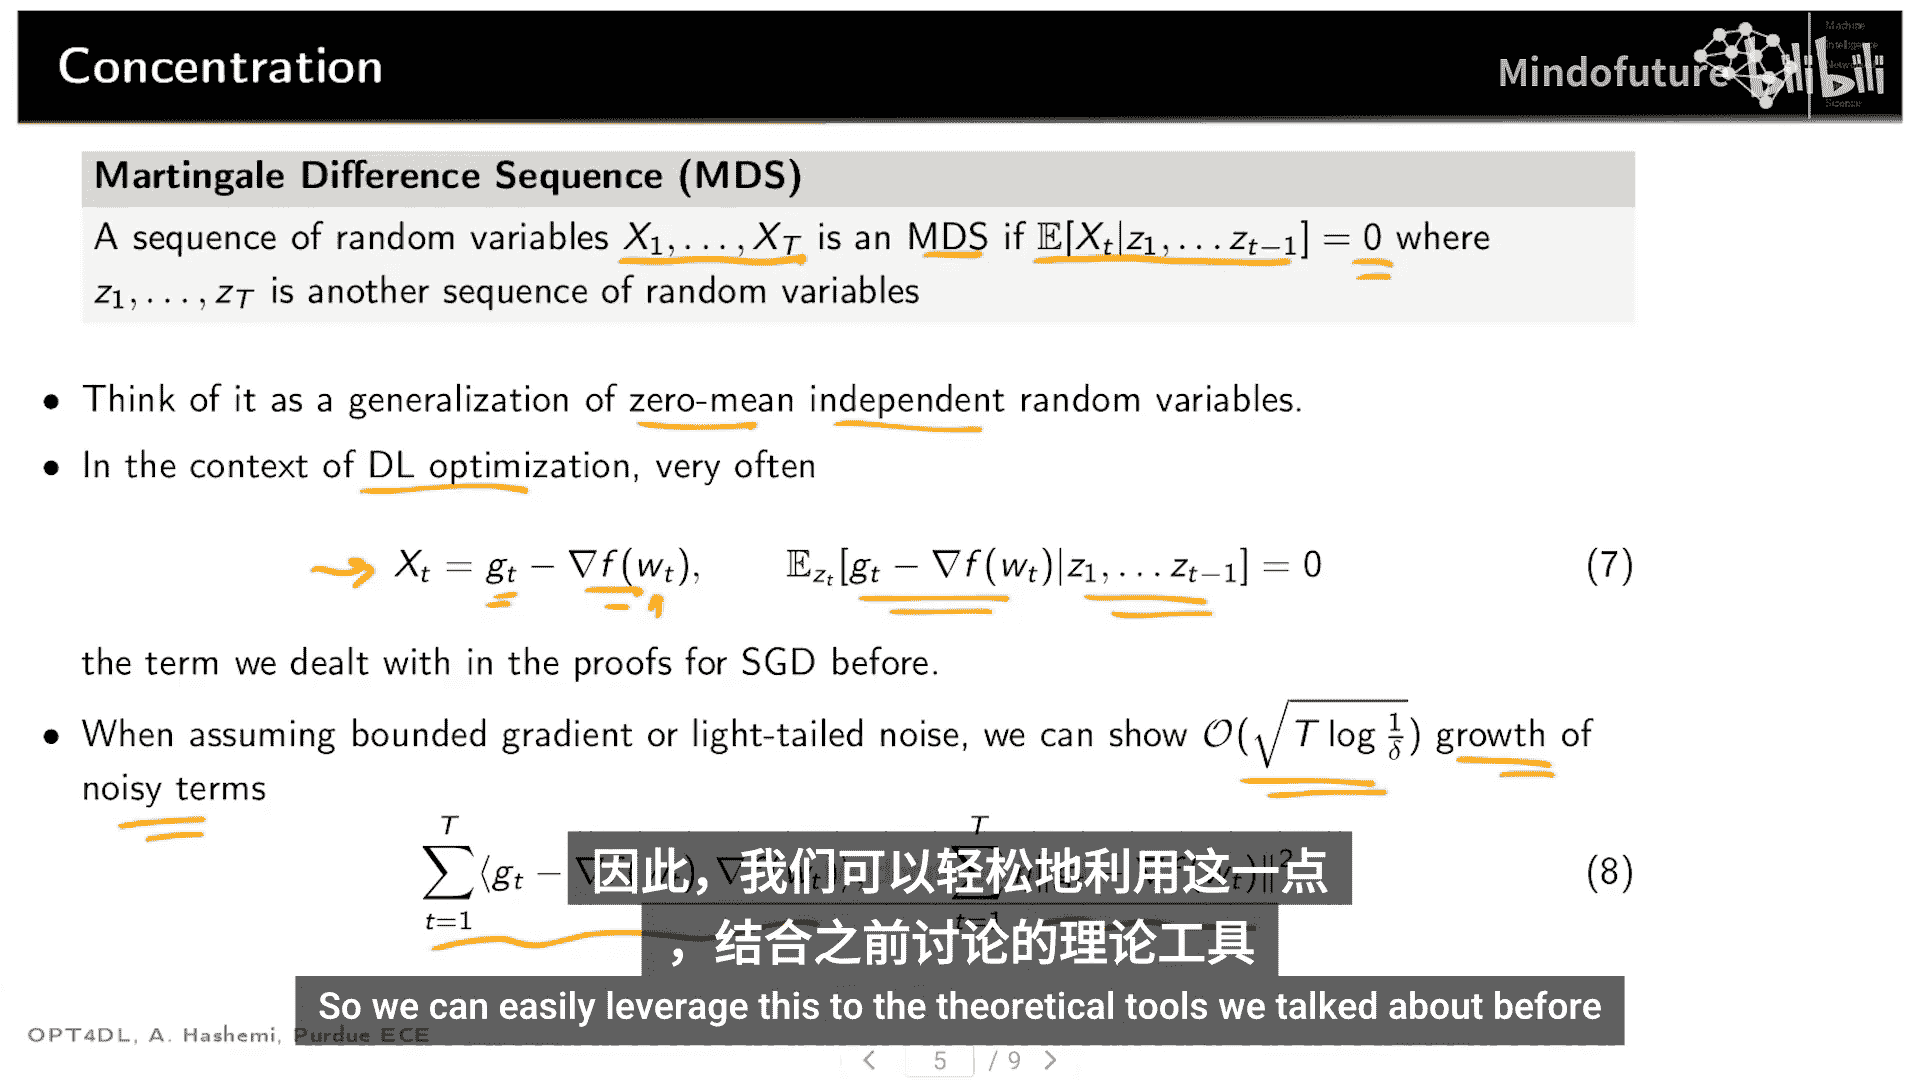 Concentration
Mindofuture
bilibili
Martingale Difference Sequence (MDS)
A sequence of random variables X₁, . . . , X_T is an MDS if 𝔼[X_t|z₁, . . . z_{t−1}] = 0 where
z₁, . . . , z_T is another sequence of random variables
• Think of it as a generalization of zero-mean independent random variables.
• In the context of DL optimization, very often
X_t = g_t − ∇f(w_t), 𝔼_{z_t}[g_t − ∇f(w_t)|z₁, . . . z_{t−1}] = 0 (7)
the term we dealt with in the proofs for SGD before.
• When assuming bounded gradient or light-tailed noise, we can show 𝒪(√(T log 1/δ)) growth of
noisy terms
∑_{t=1}^{T} ⟨g_t − (8)
因此，我们可以轻松地利用这一点
，结合之前讨论的理论工具
So we can easily leverage this to the theoretical tools we talked about before
OPT4DL, A. Hashemi, Purdue ECE
5 / 9